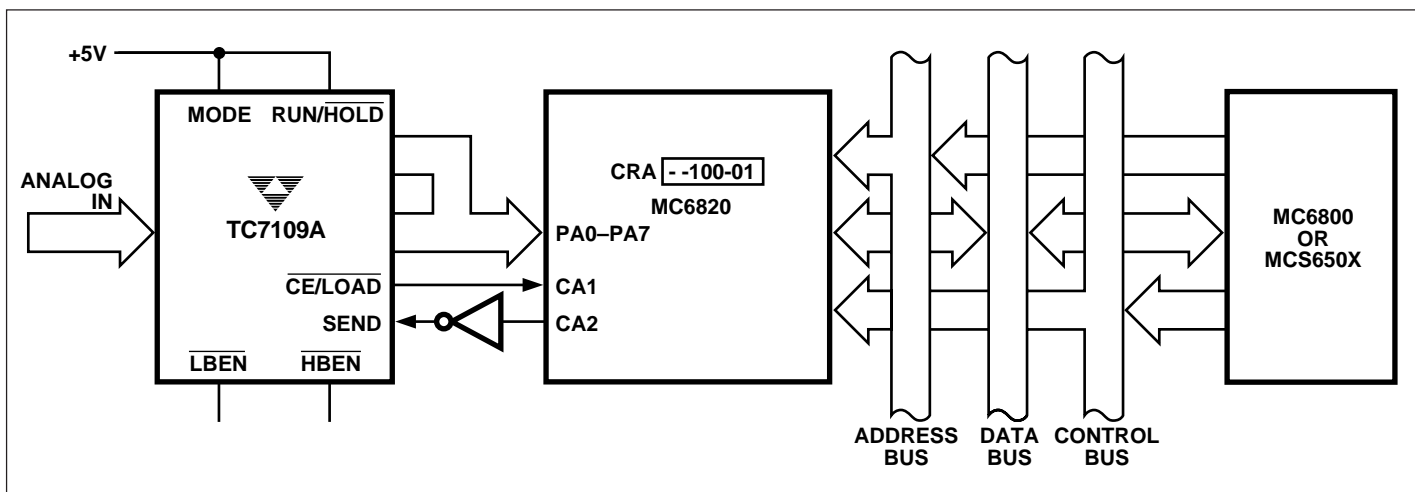 +5V
MODE RUN/HOLD
ANALOG
IN
TC7109A
CE/LOAD
SEND
LBEN HBEN
CRA - -100-01
MC6820
PA0–PA7
CA1
CA2
MC6800
OR
MCS650X
ADDRESS
BUS
DATA
BUS
CONTROL
BUS